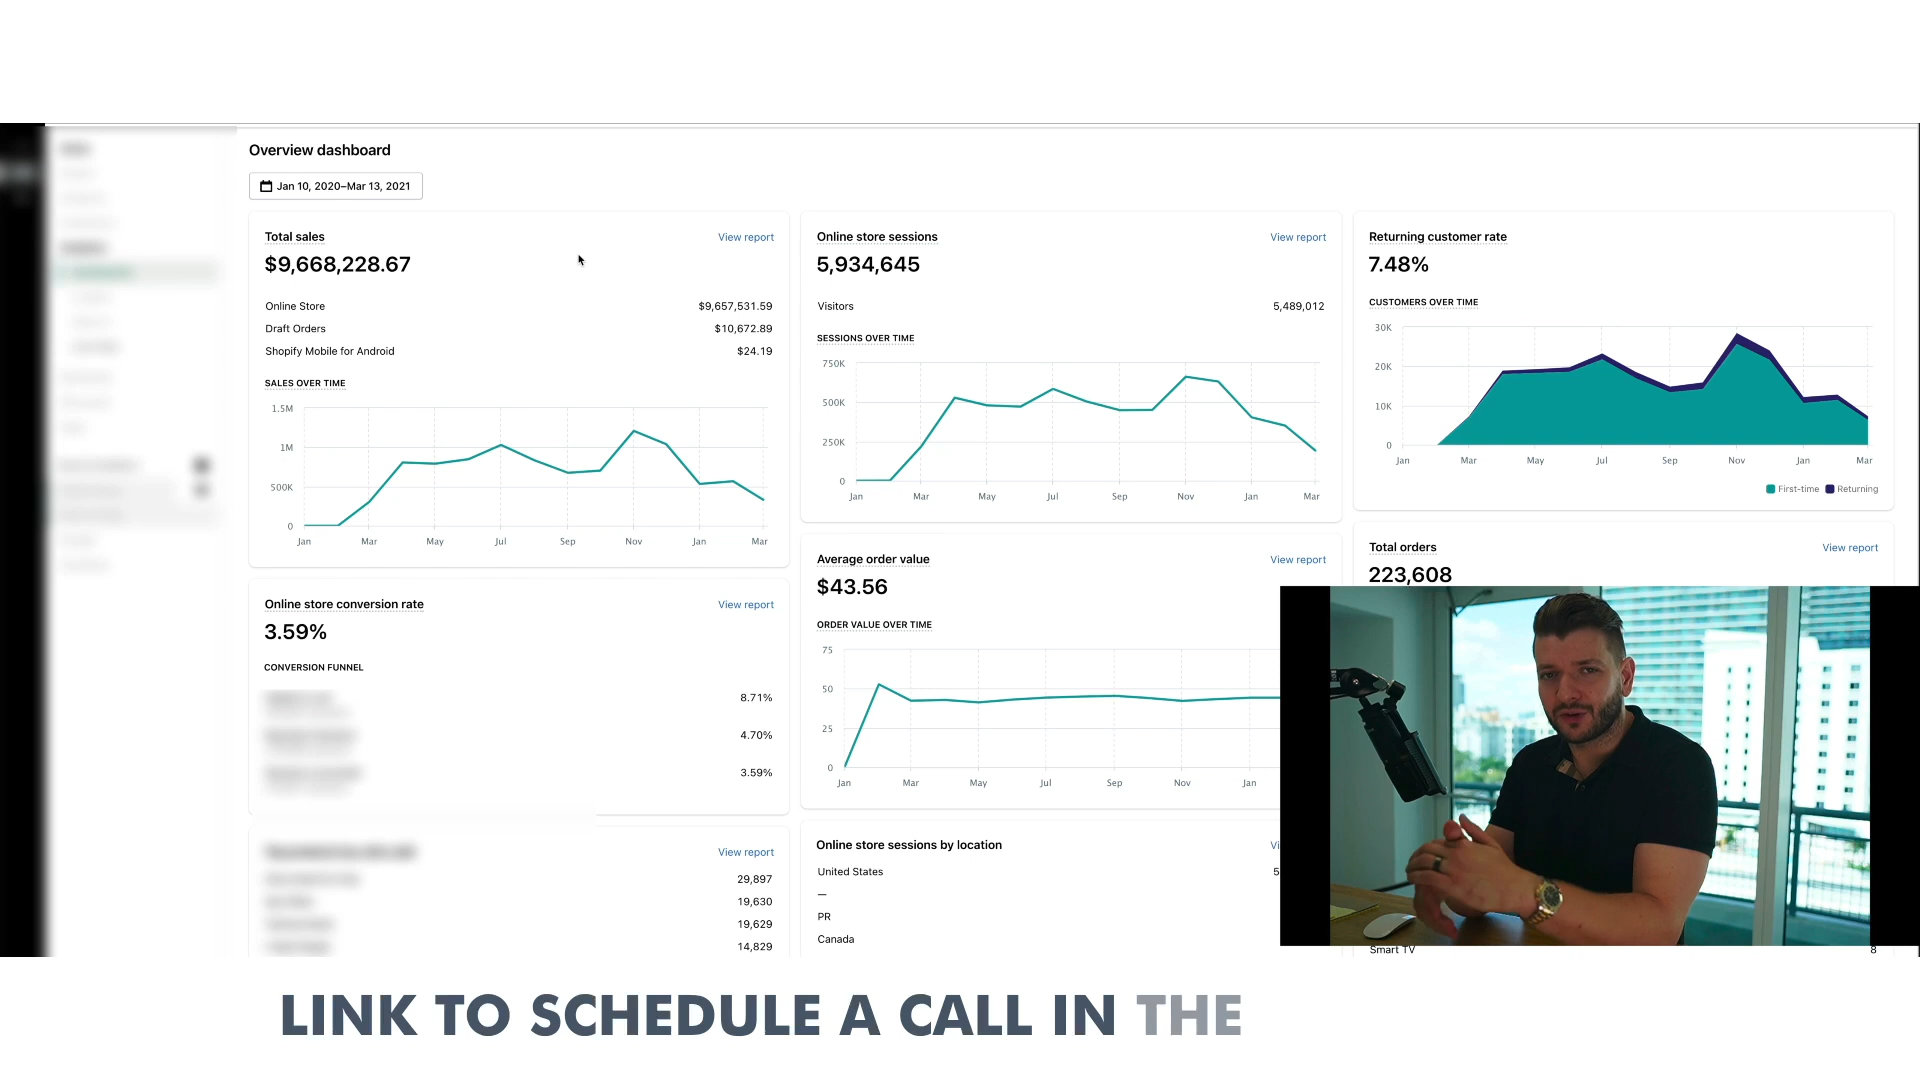 Overview dashboard
Jan 10, 2020–Mar 13, 2021
Total sales
View report
$9,668,228.67
Online Store
$9,657,531.59
Draft Orders
$10,672.89
Shopify Mobile for Android
$24.19
SALES OVER TIME
1.5M
1M
500K
0
Jan Mar May Jul Sep Nov Jan Mar
Online store conversion rate
View report
3.59%
CONVERSION FUNNEL
8.71%
4.70%
3.59%
View report
29,897
19,630
19,629
14,829
Online store sessions
View report
5,934,645
Visitors
5,489,012
SESSIONS OVER TIME
750K
500K
250K
0
Jan Mar May Jul Sep Nov Jan Mar
Average order value
View report
$43.56
ORDER VALUE OVER TIME
75
50
25
0
Jan Mar May Jul Sep Nov Jan
Online store sessions by location
Vi
United States
5
—
PR
Canada
Returning customer rate
7.48%
CUSTOMERS OVER TIME
30K
20K
10K
0
Jan Mar May Jul Sep Nov Jan Mar
First-time Returning
Total orders
View report
223,608
Smart TV
8
LINK TO SCHEDULE A CALL IN THE